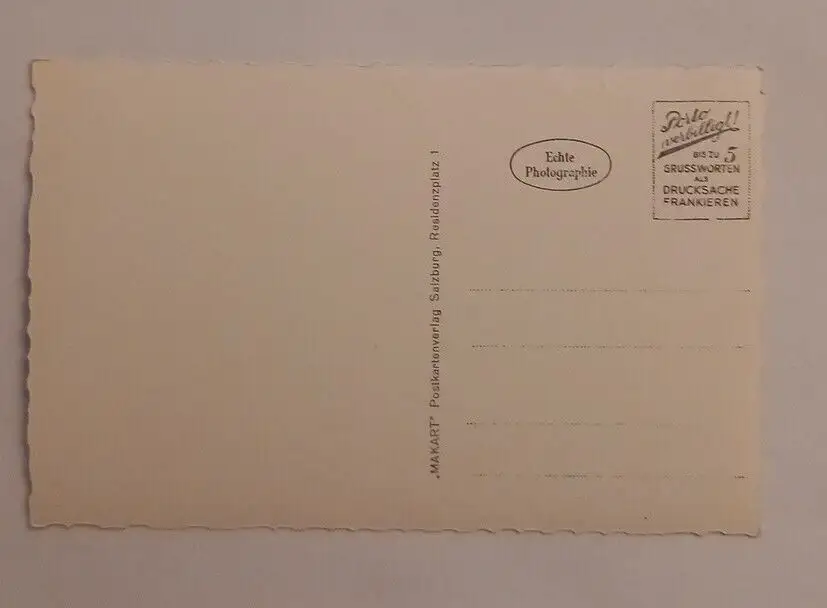 Porto
verbilligt!
BIS ZU 5
GRUSSWORTEN
ALS
DRUCKSACHE
FRANKIEREN
Echte
Photographie
„MAKART" Postkartenverlag Salzburg, Residenzplatz 1